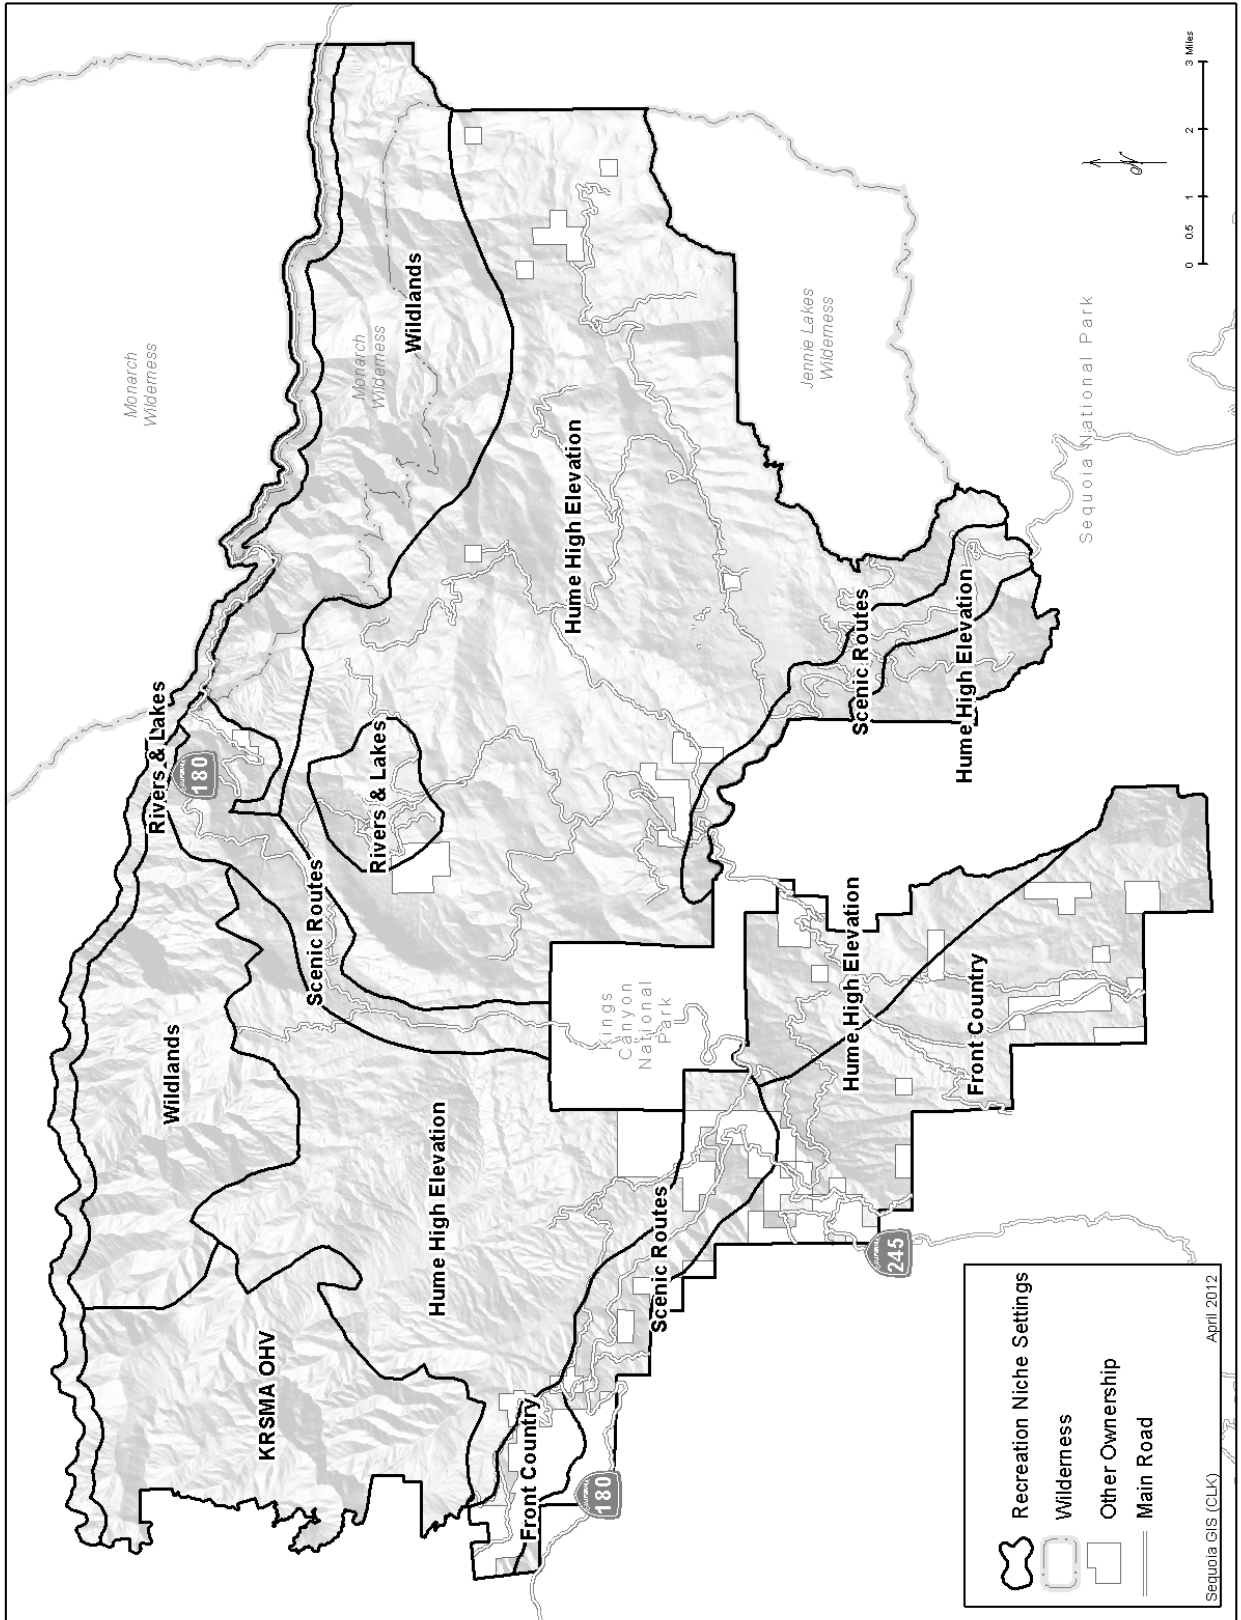 Monarch
Wilderness
Monarch
Wilderness
Wildlands
Rivers & Lakes
CALIFORNIA
180
Wildlands
Scenic Routes
Rivers & Lakes
Hume High Elevation
KRSMA OHV
Hume High Elevation
Jennie Lakes
Wilderness
Scenic Routes
Hume High Elevation
Sequoia National Park
Kings
Canyon
National
Park
Hume High Elevation
Front Country
Scenic Routes
Front Country
CALIFORNIA
180
CALIFORNIA
245
N
0 0.5 1 2 3 Miles
Recreation Niche Settings
Wilderness
Other Ownership
Main Road
Sequoia GIS (CLK) April 2012